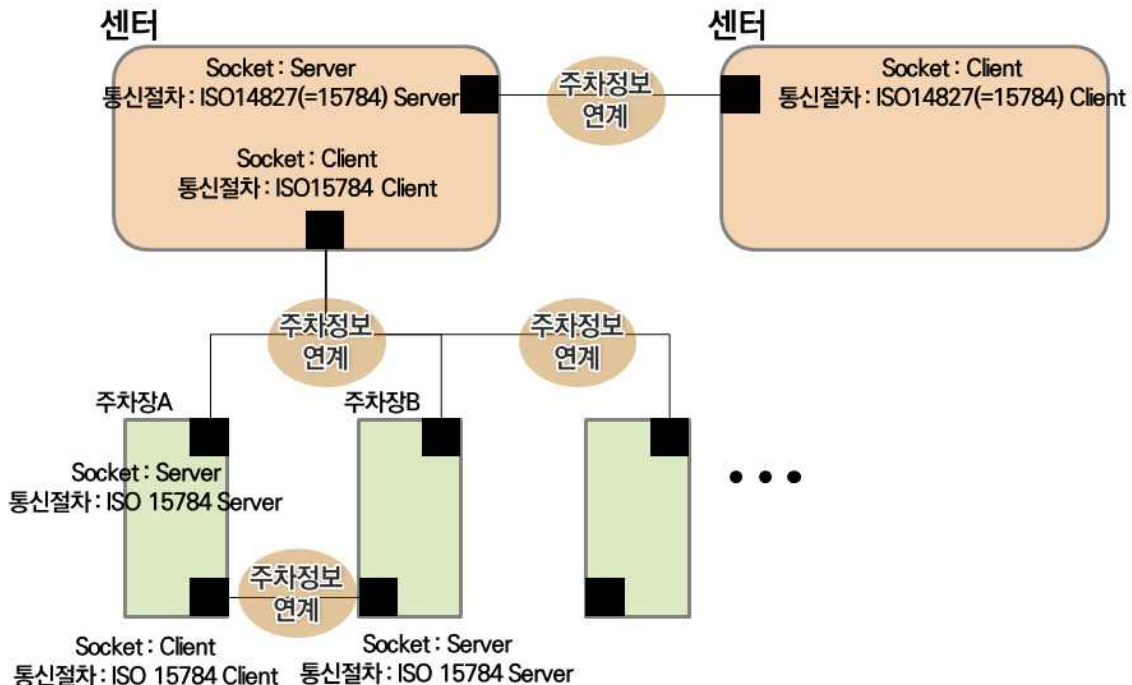 센터
센터
Socket : Server
통신절차 : ISO14827(=15784) Server
주차정보
연계
Socket : Client
통신절차 : ISO14827(=15784) Client
Socket : Client
통신절차 : ISO15784 Client
주차정보
연계
주차정보
연계
주차장A
주차장B
Socket : Server
통신절차 : ISO 15784 Server
주차정보
연계
Socket : Client
통신절차 : ISO 15784 Client
Socket : Server
통신절차 : ISO 15784 Server